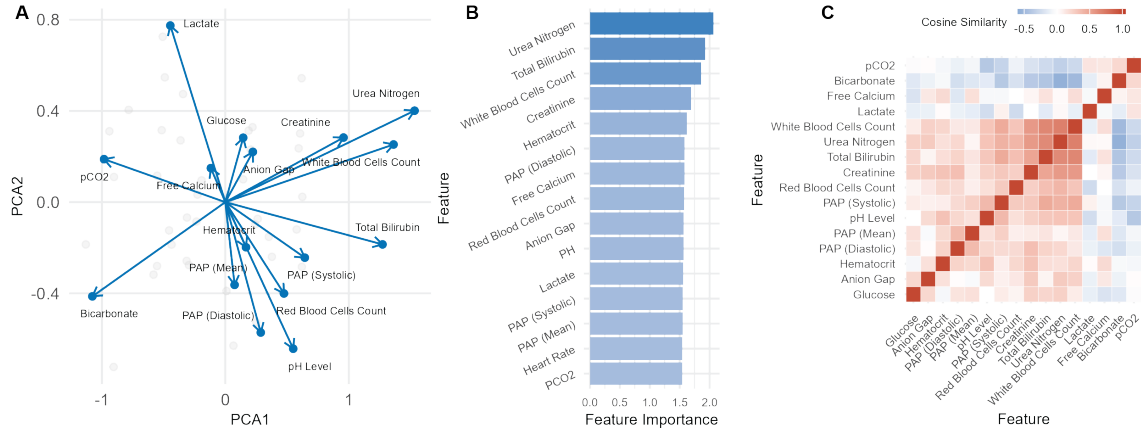 A
0.8
0.4
0.0
-0.4
PCA2
Lactate
Urea Nitrogen
Glucose
Creatinine
White Blood Cells Count
Anion Gap
pCO2
Free Calcium
Hematocrit
Total Bilirubin
PAP (Mean)
PAP (Systolic)
Bicarbonate
PAP (Diastolic)
Red Blood Cells Count
pH Level
-1
0
1
PCA1
B
Feature
Urea Nitrogen
Total Bilirubin
White Blood Cells Count
Creatinine
Hematocrit
PAP (Diastolic)
Free Calcium
Red Blood Cells Count
Anion Gap
PH
Lactate
PAP (Systolic)
PAP (Mean)
Heart Rate
PCO2
0.0 0.5 1.0 1.5 2.0
Feature Importance
C
Cosine Similarity
-0.5 0.0 0.5 1.0
Feature
pCO2
Bicarbonate
Free Calcium
Lactate
White Blood Cells Count
Urea Nitrogen
Total Bilirubin
Creatinine
Red Blood Cells Count
PAP (Systolic)
pH Level
PAP (Mean)
PAP (Diastolic)
Hematocrit
Anion Gap
Glucose
Glucose
Anion Gap
Hematocrit
PAP (Diastolic)
PAP (Mean)
pH Level
PAP (Systolic)
Red Blood Cells Count
Creatinine
Total Bilirubin
Urea Nitrogen
White Blood Cells Count
Lactate
Free Calcium
Bicarbonate
pCO2
Feature